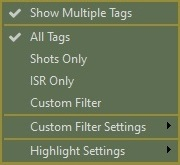 Show Multiple Tags
All Tags
Shots Only
ISR Only
Custom Filter
Custom Filter Settings
Highlight Settings